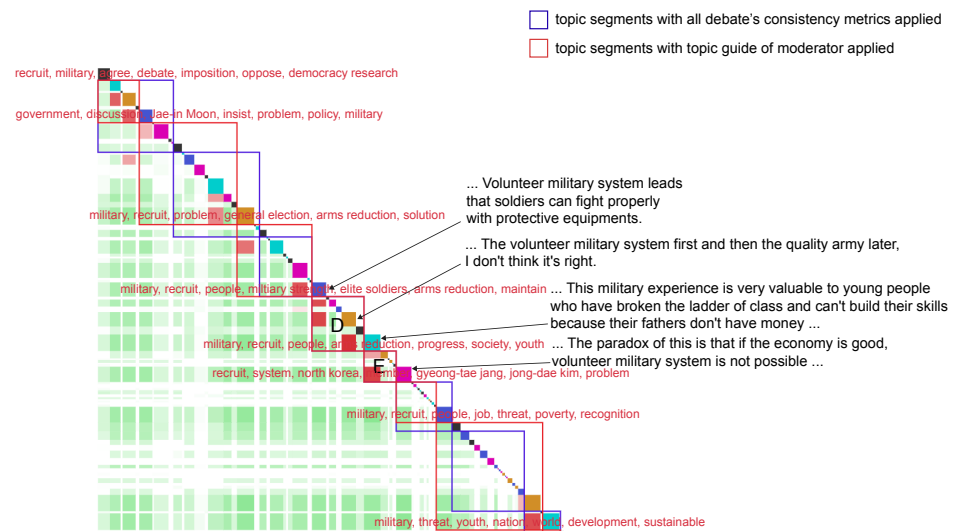 topic segments with all debate's consistency metrics applied
topic segments with topic guide of moderator applied
recruit, military, agree, debate, imposition, oppose, democracy research
government, discussion, Jae-in Moon, insist, problem, policy, military
... Volunteer military system leads
that soldiers can fight properly
with protective equipments.
military, recruit, problem, general election, arms reduction, solution
... The volunteer military system first and then the quality army later,
I don't think it's right.
military, recruit, people, miltiary strength, elite soldiers, arms reduction, maintain
... This military experience is very valuable to young people
who have broken the ladder of class and can't build their skills
because their fathers don't have money ...
D
military, recruit, people, arms reduction, progress, society, youth
... The paradox of this is that if the economy is good,
volunteer military system is not possible ...
E
recruit, system, north korea, gyeong-tae jang, jong-dae kim, problem
military, recruit, people, job, threat, poverty, recognition
military, threat, youth, nation, world, development, sustainable